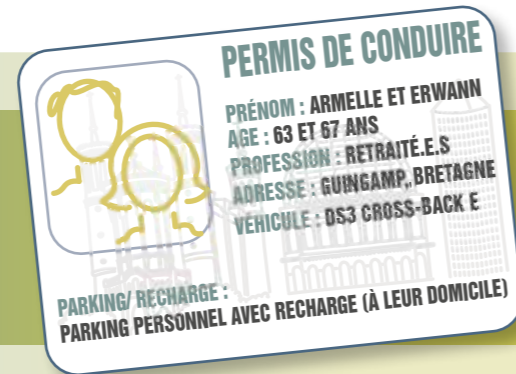 PERMIS DE CONDUIRE
PRÉNOM : ARMELLE ET ERWANN
AGE : 63 ET 67 ANS
PROFESSION : RETRAITÉ.E.S
ADRESSE : GUINGAMP, BRETAGNE
VÉHICULE : DS3 CROSS-BACK E
PARKING/ RECHARGE :
PARKING PERSONNEL AVEC RECHARGE (À LEUR DOMICILE)